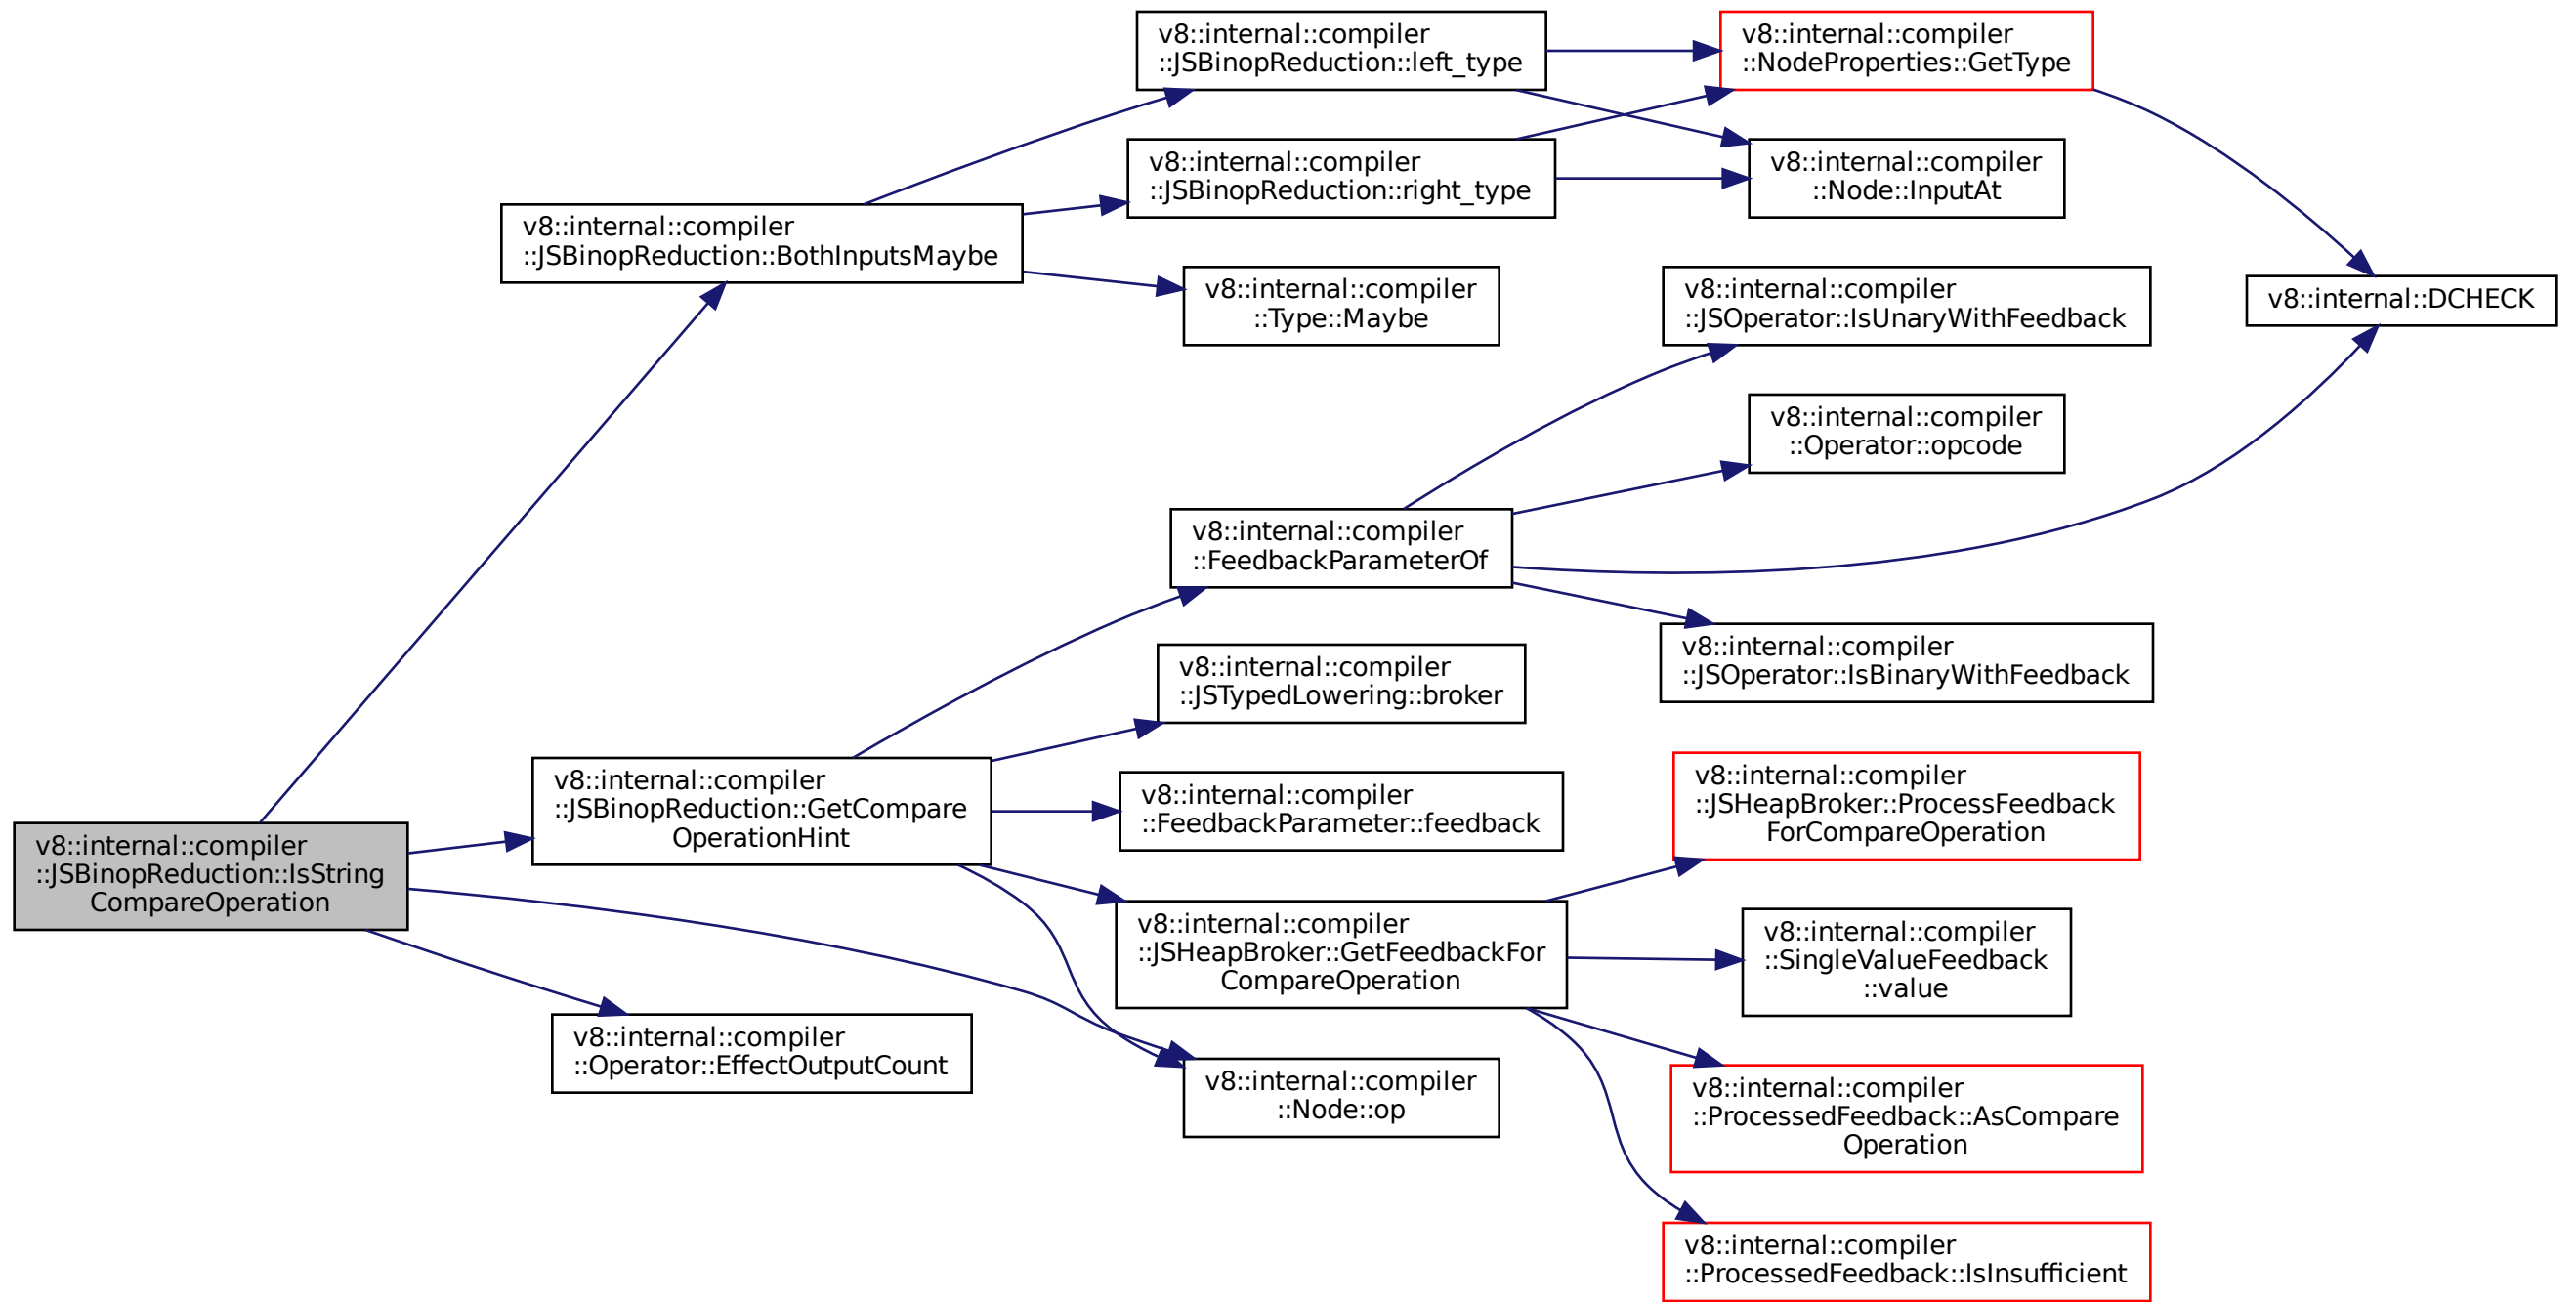 v8::internal::compiler
::JSBinopReduction::left_type
v8::internal::compiler
::NodeProperties::GetType
v8::internal::compiler
::JSBinopReduction::right_type
v8::internal::compiler
::Node::InputAt
v8::internal::compiler
::JSBinopReduction::BothInputsMaybe
v8::internal::compiler
::Type::Maybe
v8::internal::compiler
::JSOperator::IsUnaryWithFeedback
v8::internal::DCHECK
v8::internal::compiler
::Operator::opcode
v8::internal::compiler
::FeedbackParameterOf
v8::internal::compiler
::JSOperator::IsBinaryWithFeedback
v8::internal::compiler
::JSTypedLowering::broker
v8::internal::compiler
::JSBinopReduction::GetCompare
OperationHint
v8::internal::compiler
::FeedbackParameter::feedback
v8::internal::compiler
::JSHeapBroker::ProcessFeedback
ForCompareOperation
v8::internal::compiler
::JSBinopReduction::IsString
CompareOperation
v8::internal::compiler
::JSHeapBroker::GetFeedbackFor
CompareOperation
v8::internal::compiler
::SingleValueFeedback
::value
v8::internal::compiler
::Operator::EffectOutputCount
v8::internal::compiler
::Node::op
v8::internal::compiler
::ProcessedFeedback::AsCompare
Operation
v8::internal::compiler
::ProcessedFeedback::IsInsufficient